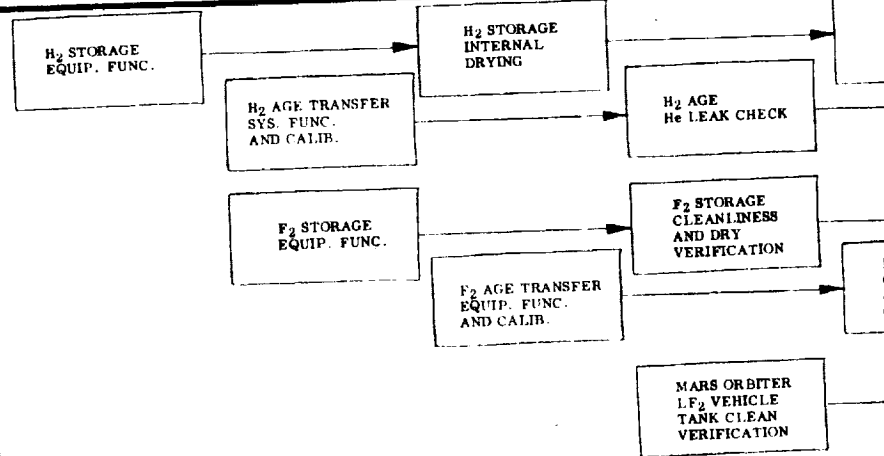 H₂ STORAGE
EQUIP. FUNC.
H₂ STORAGE
INTERNAL
DRYING
H₂ AGE TRANSFER
SYS. FUNC.
AND CALIB.
H₂ AGE
He LEAK CHECK
F₂ STORAGE
EQUIP. FUNC.
F₂ STORAGE
CLEANLINESS
AND DRY
VERIFICATION
F₂ AGE TRANSFER
EQUIP. FUNC.
AND CALIB.
MARS ORBITER
LF₂ VEHICLE
TANK CLEAN
VERIFICATION